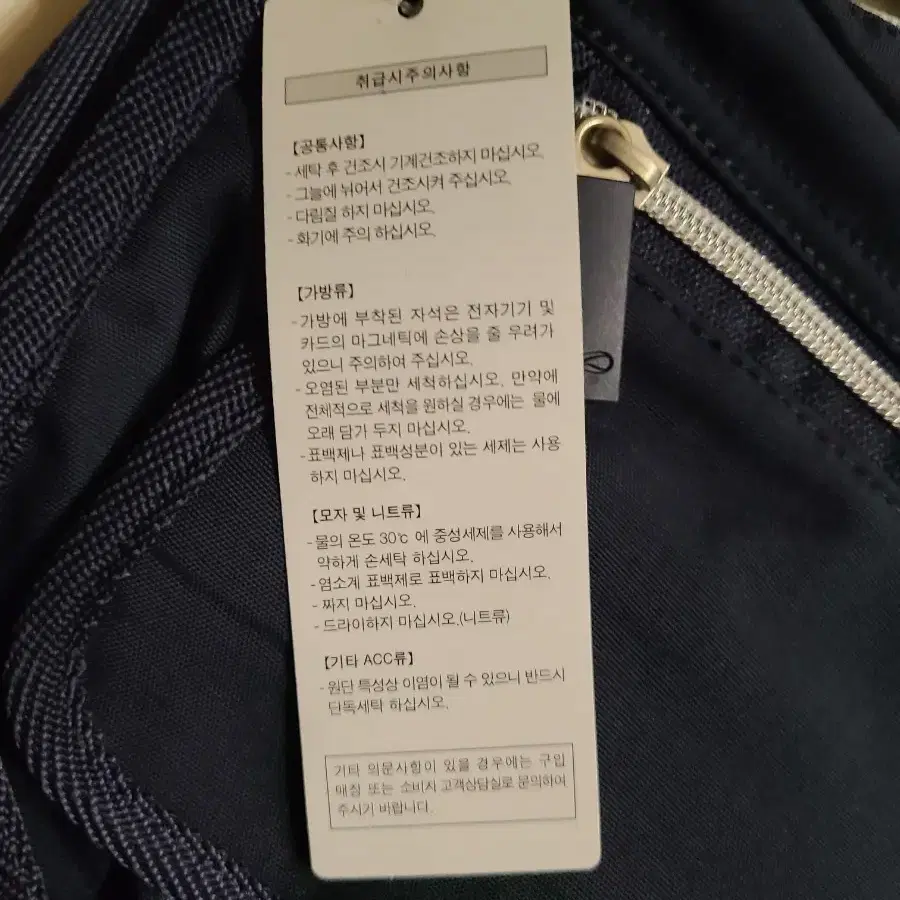 취급시주의사항
【공통사항】
- 세탁 후 건조시 기계건조하지 마십시오.
- 그늘에 뉘어서 건조시켜 주십시오.
- 다림질 하지 마십시오.
- 화기에 주의 하십시오.
【가방류】
- 가방에 부착된 자석은 전자기기 및
카드의 마그네틱에 손상을 줄 우려가
있으니 주의하여 주십시오.
- 오염된 부분만 세척하십시오. 만약에
전체적으로 세척을 원하실 경우에는 물에
오래 담가 두지 마십시오.
- 표백제나 표백성분이 있는 세제는 사용
하지 마십시오.
【모자 및 니트류】
- 물의 온도 30℃ 에 중성세제를 사용해서
약하게 손세탁 하십시오.
- 염소계 표백제로 표백하지 마십시오.
- 짜지 마십시오.
- 드라이하지 마십시오.(니트류)
【기타 ACC류】
- 원단 특성상 이염이 될 수 있으니 반드시
단독세탁 하십시오.
기타 의문사항이 있을 경우에는 구입
매장 또는 소비자 고객상담실로 문의하여
주시기 바랍니다.